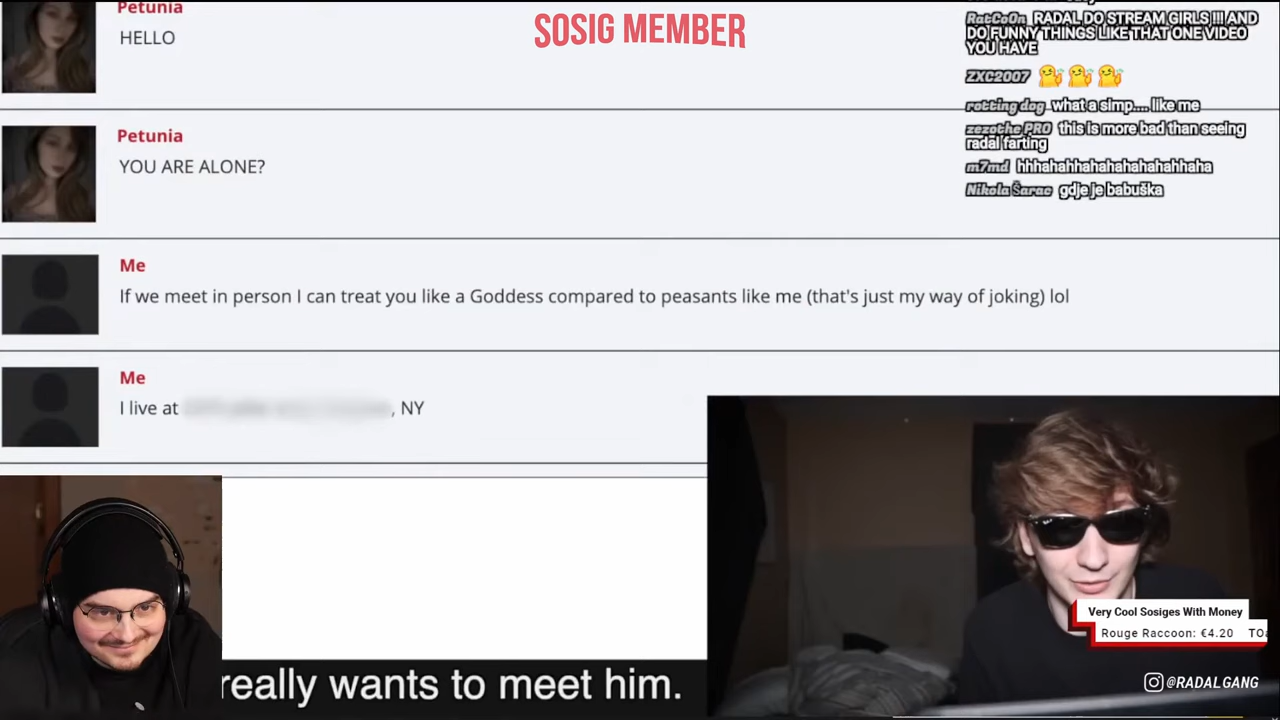 SOSIG MEMBER
Petunia
HELLO
Petunia
YOU ARE ALONE?
Me
If we meet in person I can treat you like a Goddess compared to peasants like me (that's just my way of joking) lol
Me
I live at , NY
RatCoOn RADAL DO STREAM GIRLS !!! AND
DO FUNNY THINGS LIKE THAT ONE VIDEO
YOU HAVE
ZXC2007
rotting dog what a simp.... like me
zezothe PRO this is more bad than seeing
radal farting
m7md hhhahahhahahahahahahhaha
Nikola Šarac gdje je babuška
really wants to meet him.
Very Cool Sosiges With Money
Rouge Raccoon: €4.20
@RADALGANG